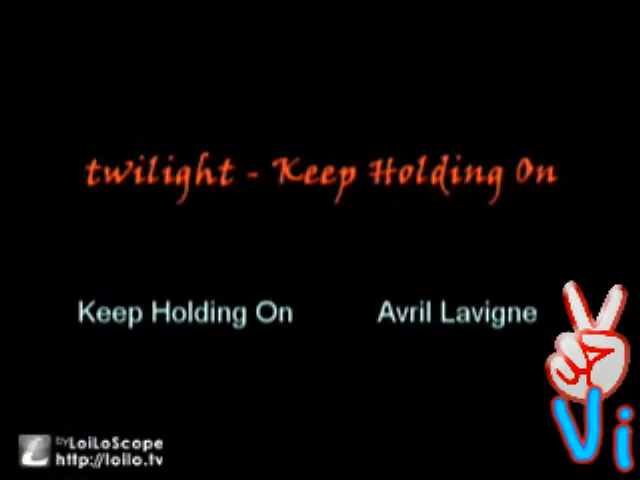 twilight - Keep Holding On
Keep Holding On
Avril Lavigne
Vi
by LoiLoScope
http://loilo.tv